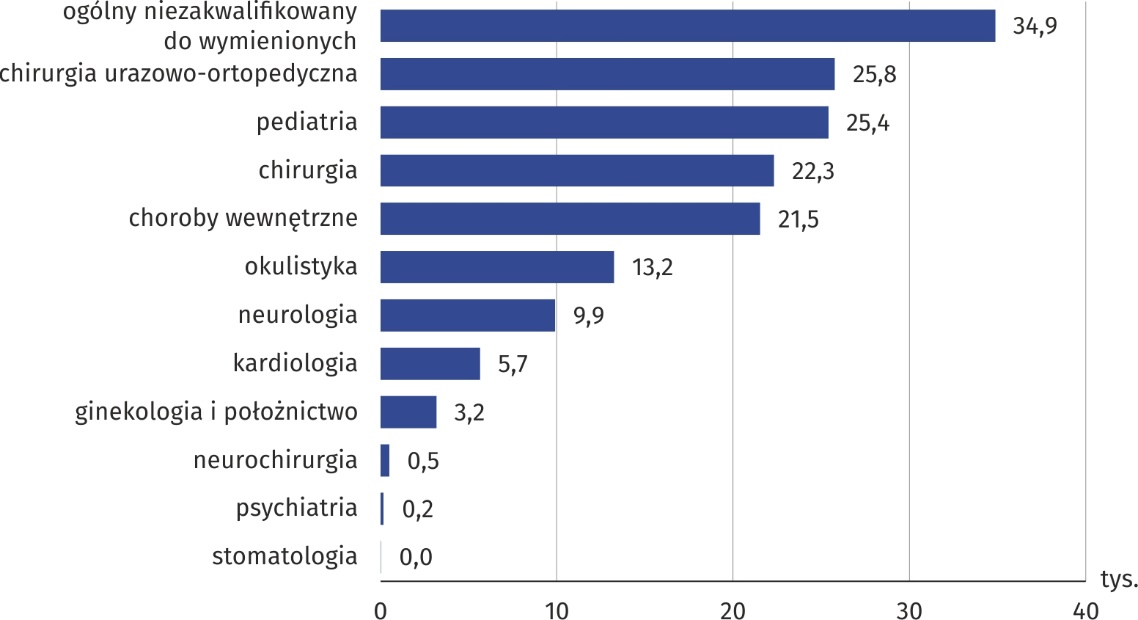 ogólny niezakwalifikowany
do wymienionych
34,9
chirurgia urazowo-ortopedyczna
25,8
pediatria
25,4
chirurgia
22,3
choroby wewnętrzne
21,5
okulistyka
13,2
neurologia
9,9
kardiologia
5,7
ginekologia i położnictwo
3,2
neurochirurgia
0,5
psychiatria
0,2
stomatologia
0,0
tys.
0 10 20 30 40